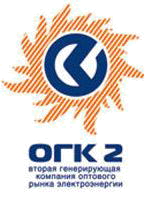 ОГК 2
вторая генерирующая
компания оптового
рынка электроэнергии